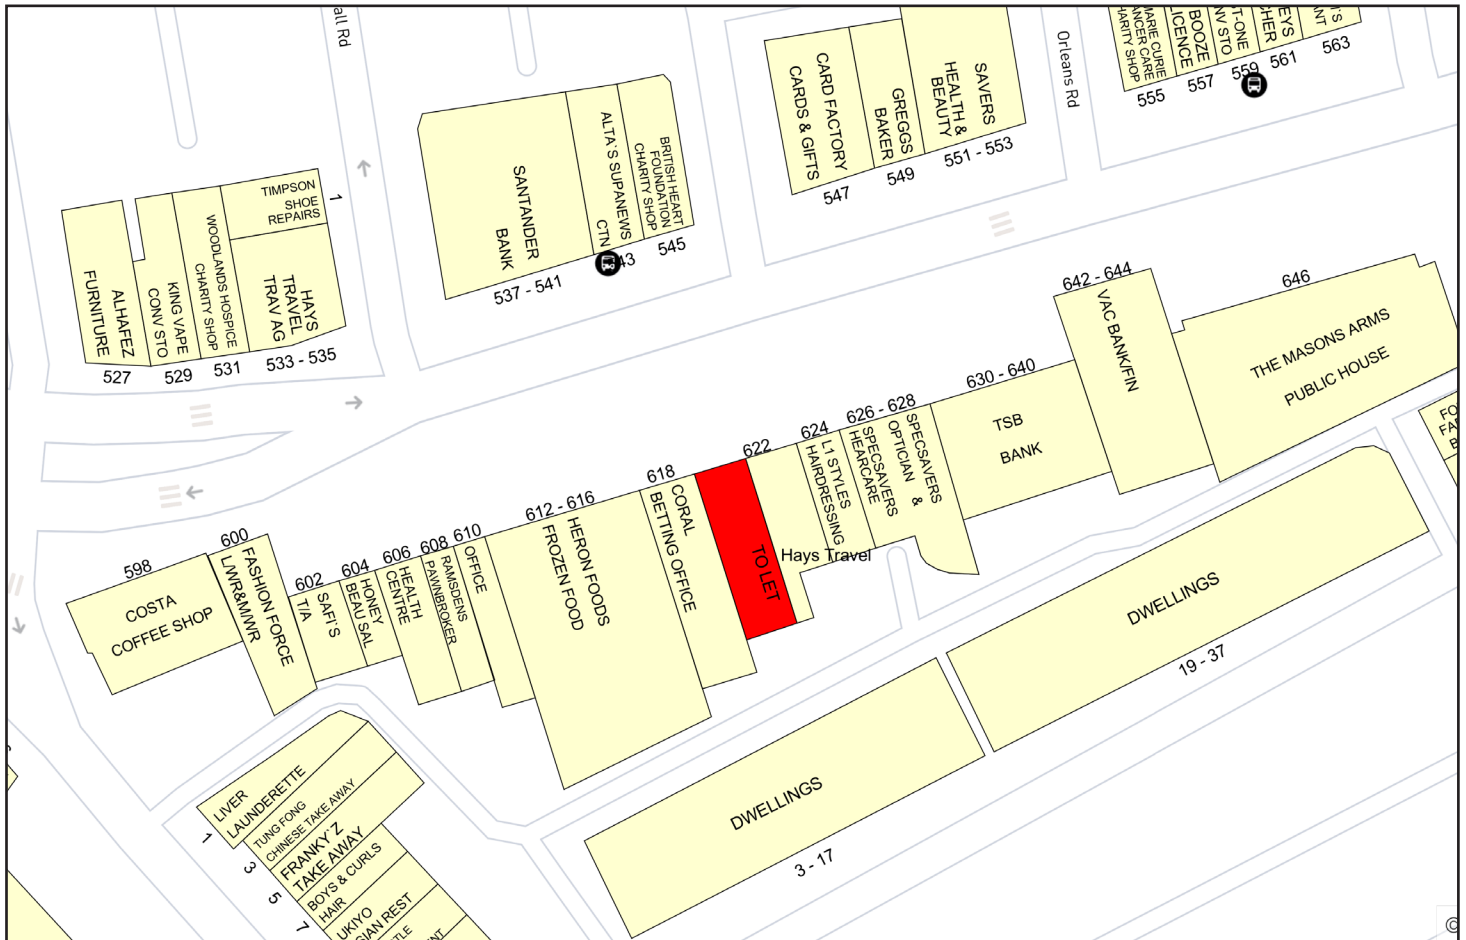 all Rd
Orleans Rd
MARIE CURIE
CANCER CARE
CHARITY SHOP
555
BOOZE
LICENCE
557
559
561
563
CARD FACTORY
CARDS & GIFTS
547
GREGGS
BAKER
549
SAVERS
HEALTH &
BEAUTY
551 - 553
SANTANDER
BANK
537 - 541
ALTA'S SUPANEWS
CTN
43
BRITISH HEART
FOUNDATION
CHARITY SHOP
545
ALHAFEZ
FURNITURE
527
KING VAPE
CONV STO
529
WOODLANDS HOSPICE
CHARITY SHOP
531
TIMPSON
SHOE
REPAIRS
1
HAYS
TRAVEL
TRAV AG
533 - 535
642 - 644
VAC BANK/FIN
646
THE MASONS ARMS
PUBLIC HOUSE
630 - 640
TSB
BANK
626 - 628
SPECSAVERS
OPTICIAN &
SPECSAVERS
HEARCARE
624
L1 STYLES
HAIRDRESSING
622
Hays Travel
TO LET
618
CORAL
BETTING OFFICE
612 - 616
HERON FOODS
FROZEN FOOD
610
OFFICE
608
RAMSDENS
PAWNBROKER
606
HEALTH
CENTRE
604
HONEY
BEAU SAL
602
SAFI'S
T/A
600
FASHION FORCE
L/WR&M/WR
598
COSTA
COFFEE SHOP
DWELLINGS
19 - 37
DWELLINGS
3 - 17
LIVER
LAUNDERETTE
1
TUNG FONG
CHINESE TAKE AWAY
3
FRANKY'Z
TAKE AWAY
5
BOYS & CURLS
HAIR
7
UKIYO
REST
©